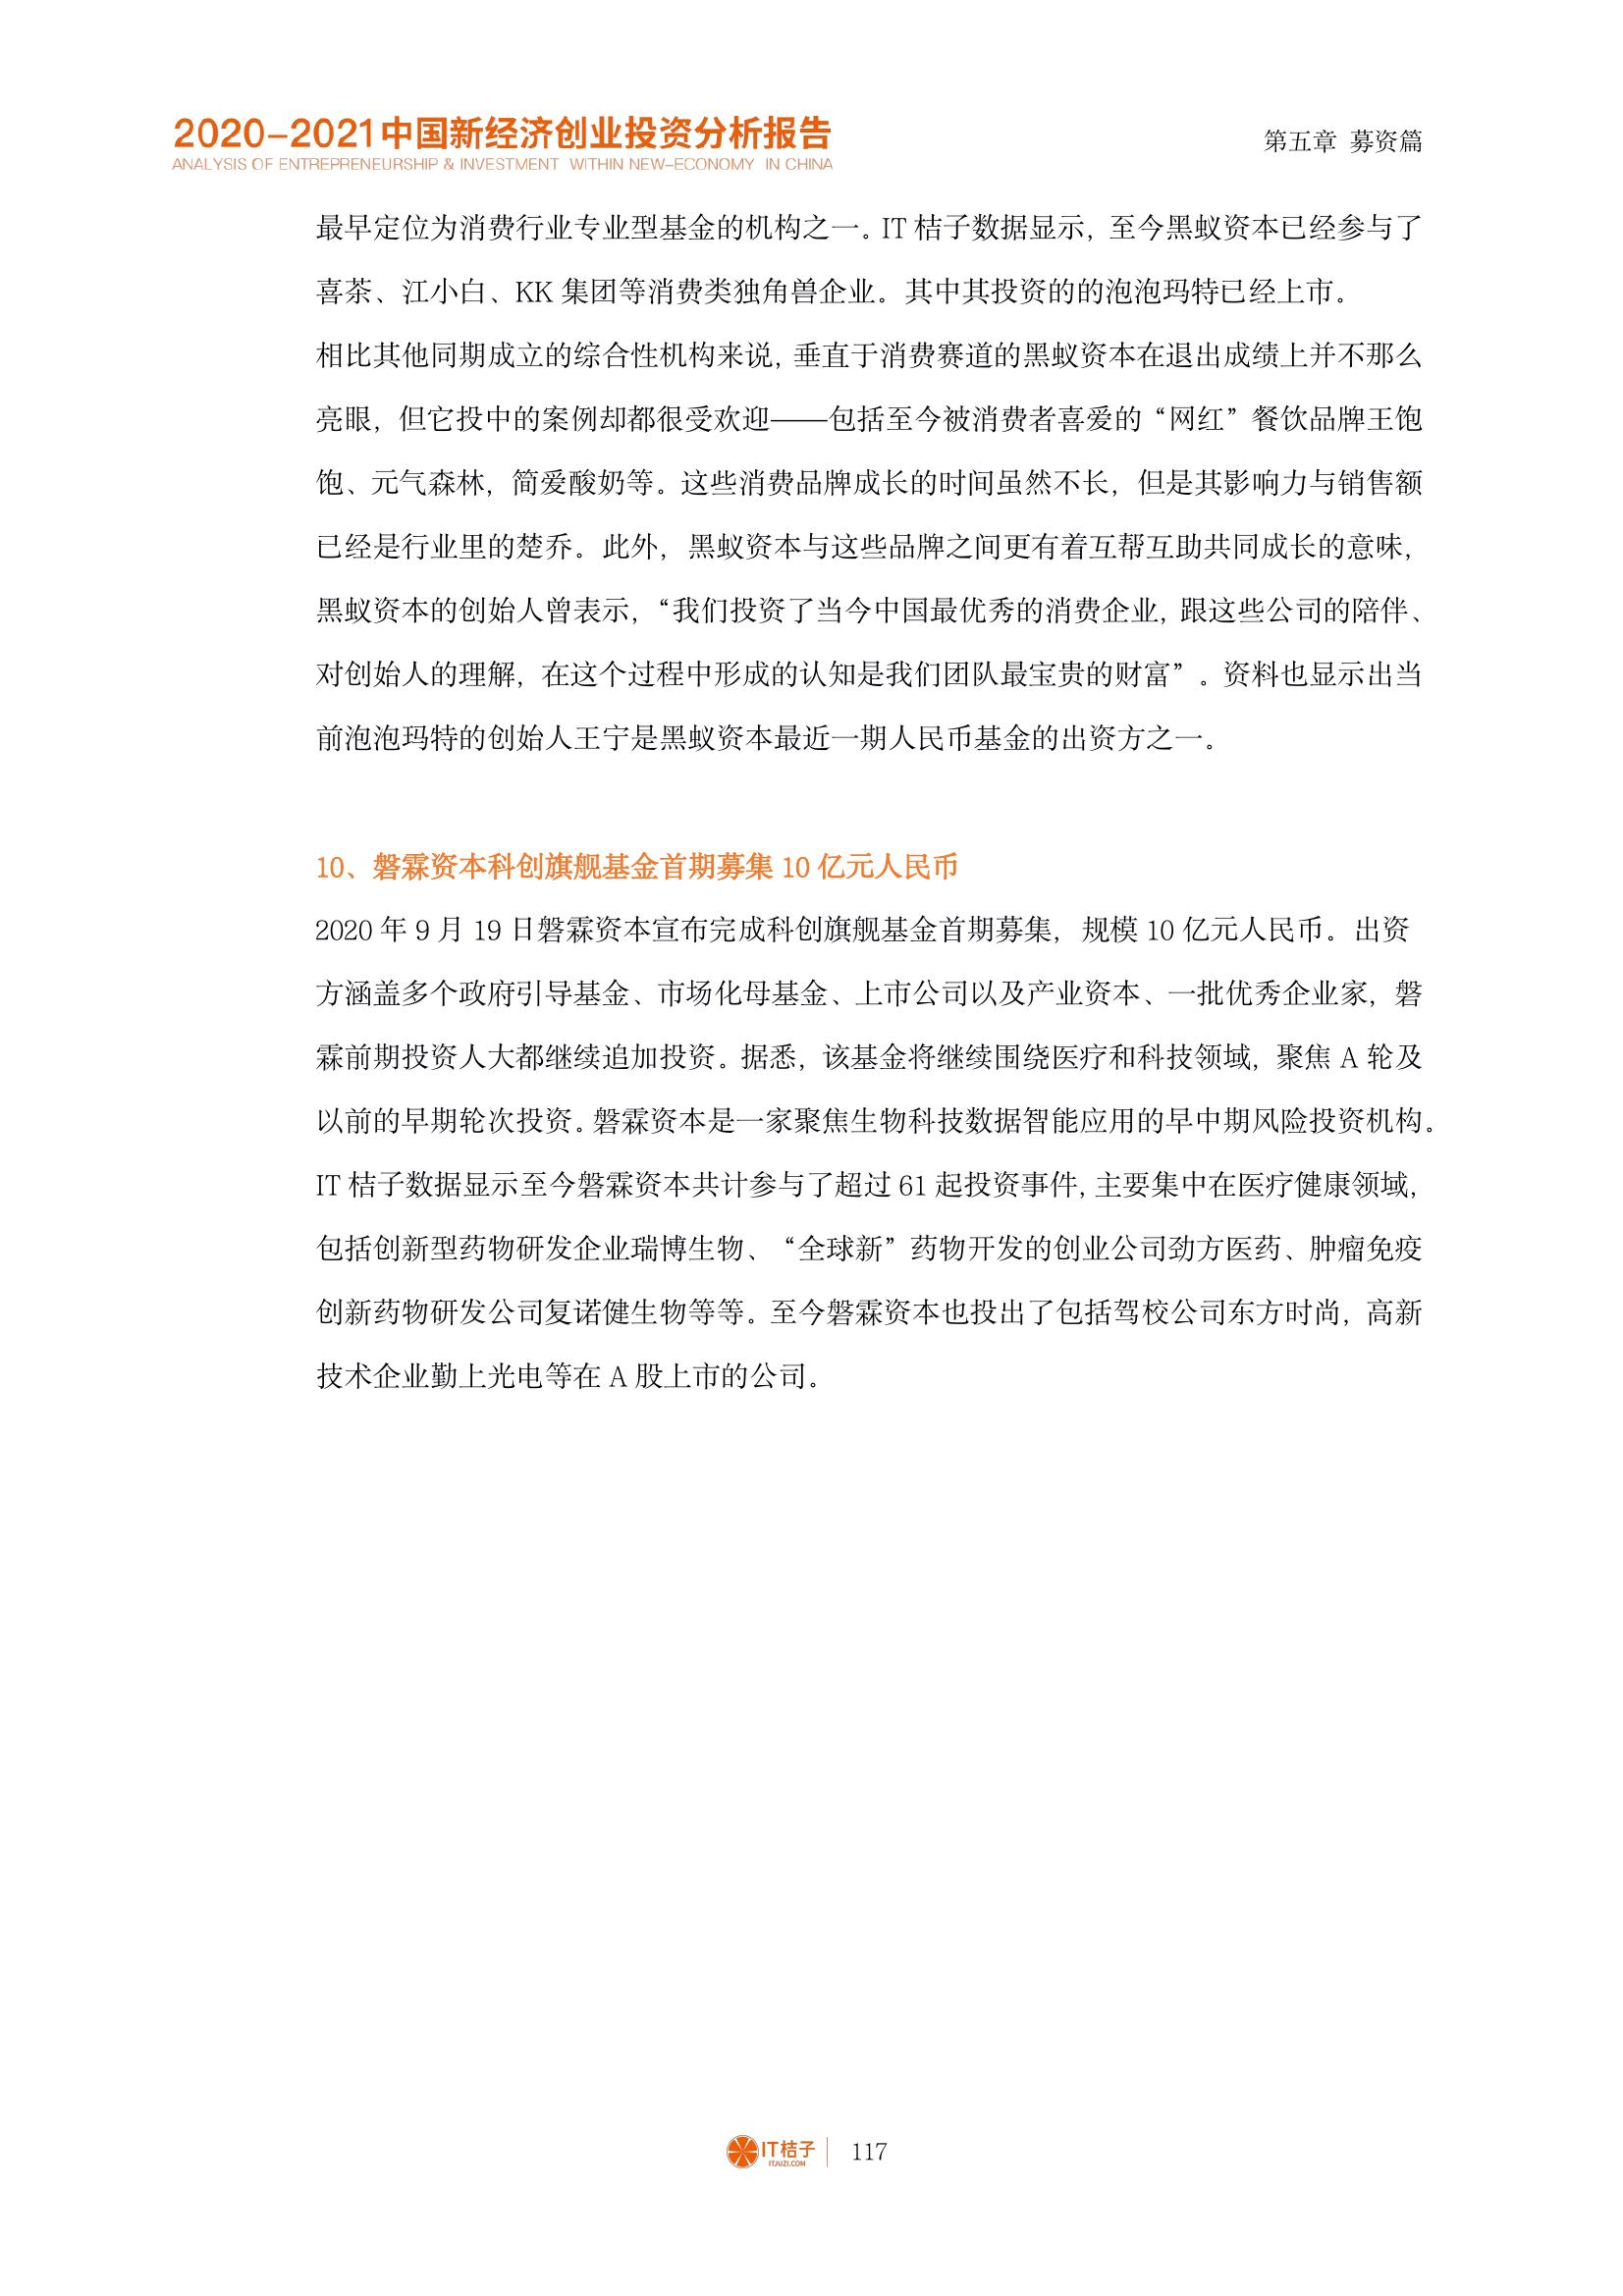 2020-2021中国新经济创业投资分析报告
ANALYSIS OF ENTREPRENEURSHIP & INVESTMENT WITHIN NEW-ECONOMY IN CHINA
第五章 募资篇
最早定位为消费行业专业型基金的机构之一。IT 桔子数据显示，至今黑蚁资本已经参与了
喜茶、江小白、KK 集团等消费类独角兽企业。其中其投资的的泡泡玛特已经上市。
相比其他同期成立的综合性机构来说，垂直于消费赛道的黑蚁资本在退出成绩上并不那么
亮眼，但它投中的案例却都很受欢迎——包括至今被消费者喜爱的“网红”餐饮品牌王饱
饱、元气森林，简爱酸奶等。这些消费品牌成长的时间虽然不长，但是其影响力与销售额
已经是行业里的楚乔。此外，黑蚁资本与这些品牌之间更有着互帮互助共同成长的意味，
黑蚁资本的创始人曾表示，“我们投资了当今中国最优秀的消费企业，跟这些公司的陪伴、
对创始人的理解，在这个过程中形成的认知是我们团队最宝贵的财富”。资料也显示出当
前泡泡玛特的创始人王宁是黑蚁资本最近一期人民币基金的出资方之一。
10、磐霖资本科创旗舰基金首期募集 10 亿元人民币
2020 年 9 月 19 日磐霖资本宣布完成科创旗舰基金首期募集，规模 10 亿元人民币。出资
方涵盖多个政府引导基金、市场化母基金、上市公司以及产业资本、一批优秀企业家，磐
霖前期投资人大都继续追加投资。据悉，该基金将继续围绕医疗和科技领域，聚焦 A 轮及
以前的早期轮次投资。磐霖资本是一家聚焦生物科技数据智能应用的早中期风险投资机构。
IT 桔子数据显示至今磐霖资本共计参与了超过 61 起投资事件，主要集中在医疗健康领域，
包括创新型药物研发企业瑞博生物、“全球新”药物开发的创业公司劲方医药、肿瘤免疫
创新药物研发公司复诺健生物等等。至今磐霖资本也投出了包括驾校公司东方时尚，高新
技术企业勤上光电等在 A 股上市的公司。
IT桔子
ITJUZI.COM
117